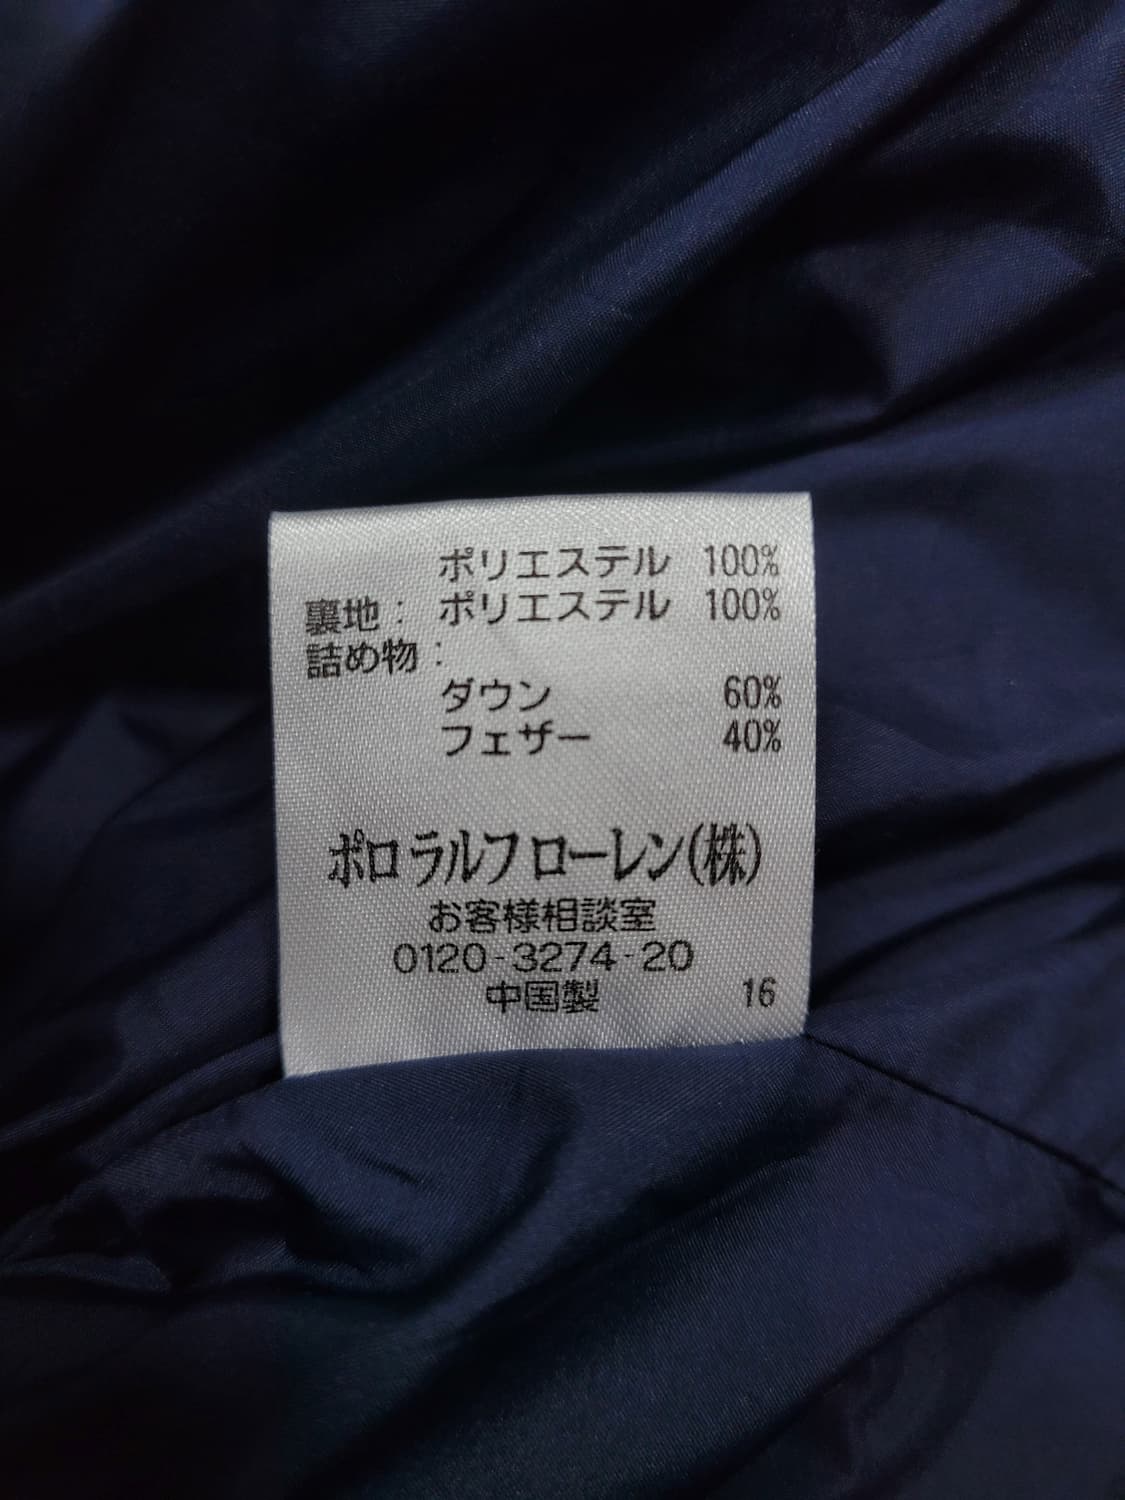 ポリエステル 100%
裏地: ポリエステル 100%
詰め物:
ダウン 60%
フェザー 40%
ポロ ラルフ ローレン(株)
お客様相談室
0120-3274-20
中国製 16